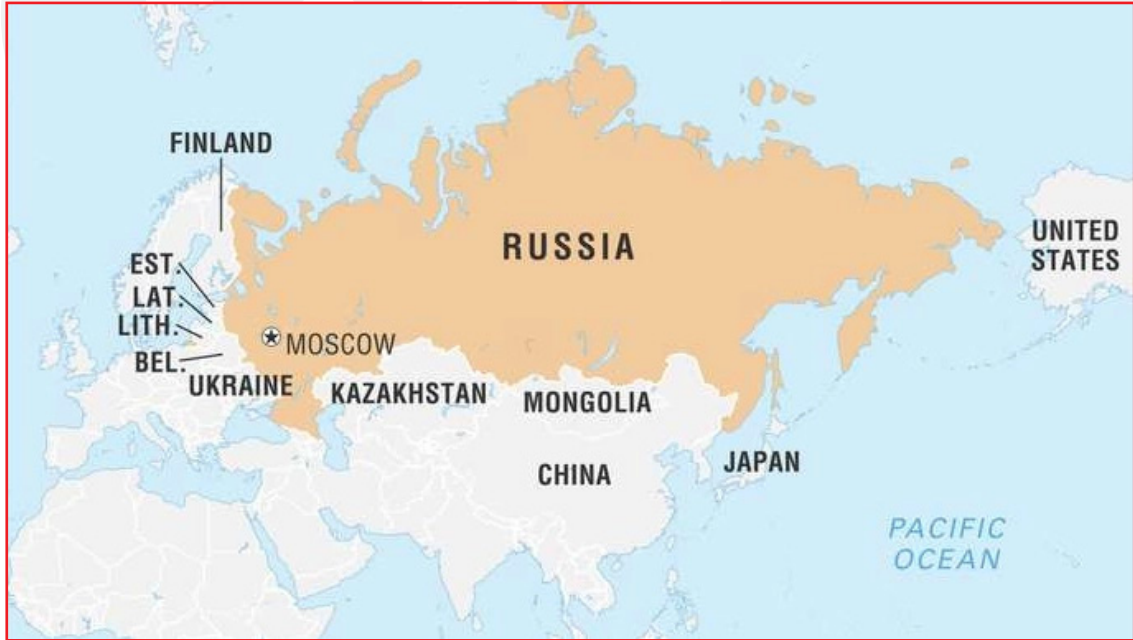 FINLAND
RUSSIA
UNITED
STATES
EST.
LAT.
LITH.
BEL.
MOSCOW
UKRAINE
KAZAKHSTAN
MONGOLIA
CHINA
JAPAN
PACIFIC
OCEAN